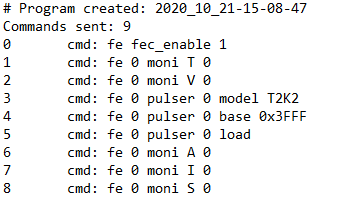 # Program created: 2020_10_21-15-08-47
Commands sent: 9
0 cmd: fe fec_enable 1
1 cmd: fe 0 moni T 0
2 cmd: fe 0 moni V 0
3 cmd: fe 0 pulser 0 model T2K2
4 cmd: fe 0 pulser 0 base 0x3FFF
5 cmd: fe 0 pulser 0 load
6 cmd: fe 0 moni A 0
7 cmd: fe 0 moni I 0
8 cmd: fe 0 moni S 0